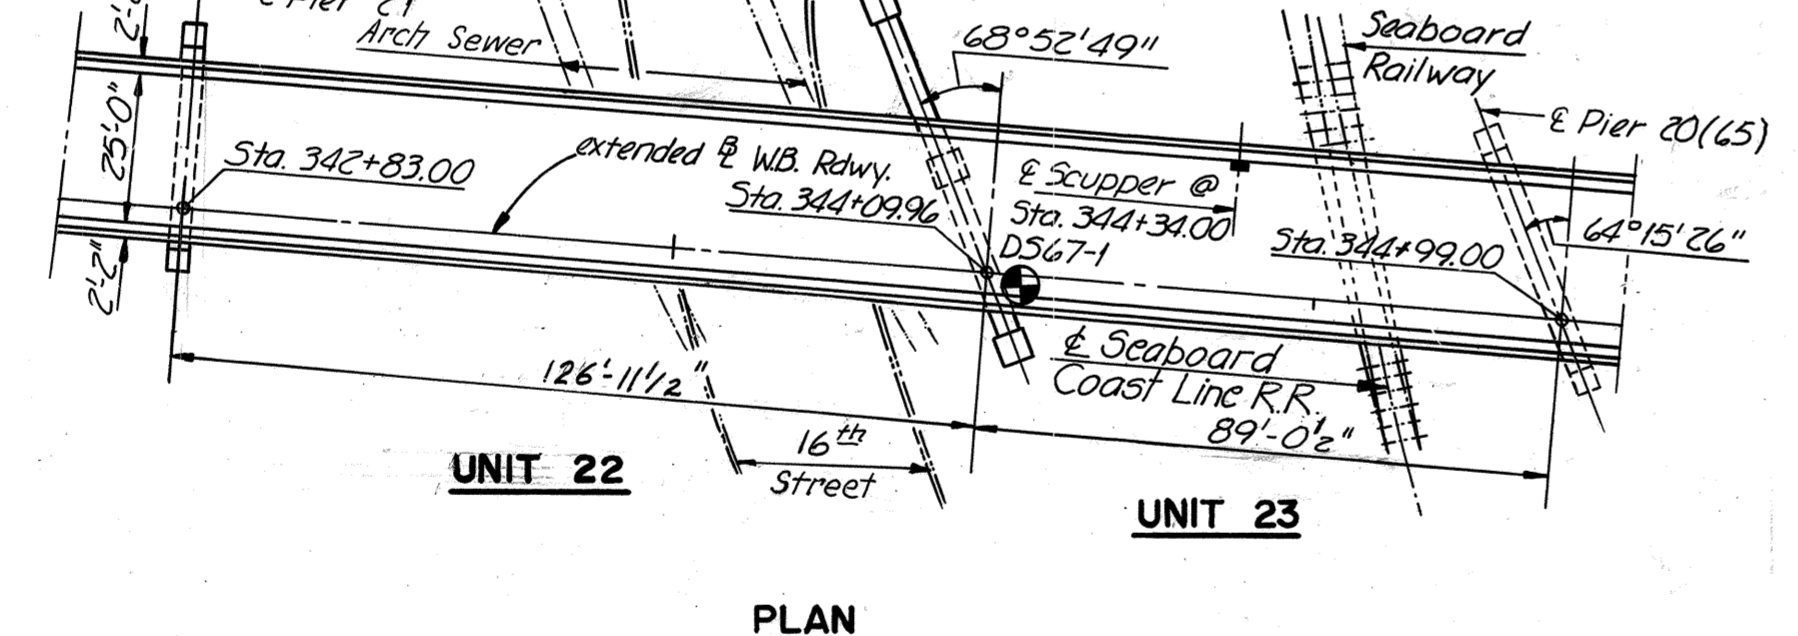 Arch Sewer
68°52'49"
Seaboard
Railway
℄ Pier 20(65)
25'-0"
Sta. 342+83.00
extended ℄ W.B. Rdwy.
Sta. 344+09.96
℄ Scupper @
Sta. 344+34.00
DS67-1
Sta. 344+99.00
64°15'26"
2'-2"
126'-11½"
℄ Seaboard
Coast Line R.R.
89'-0½"
16th
Street
UNIT 22
UNIT 23
PLAN